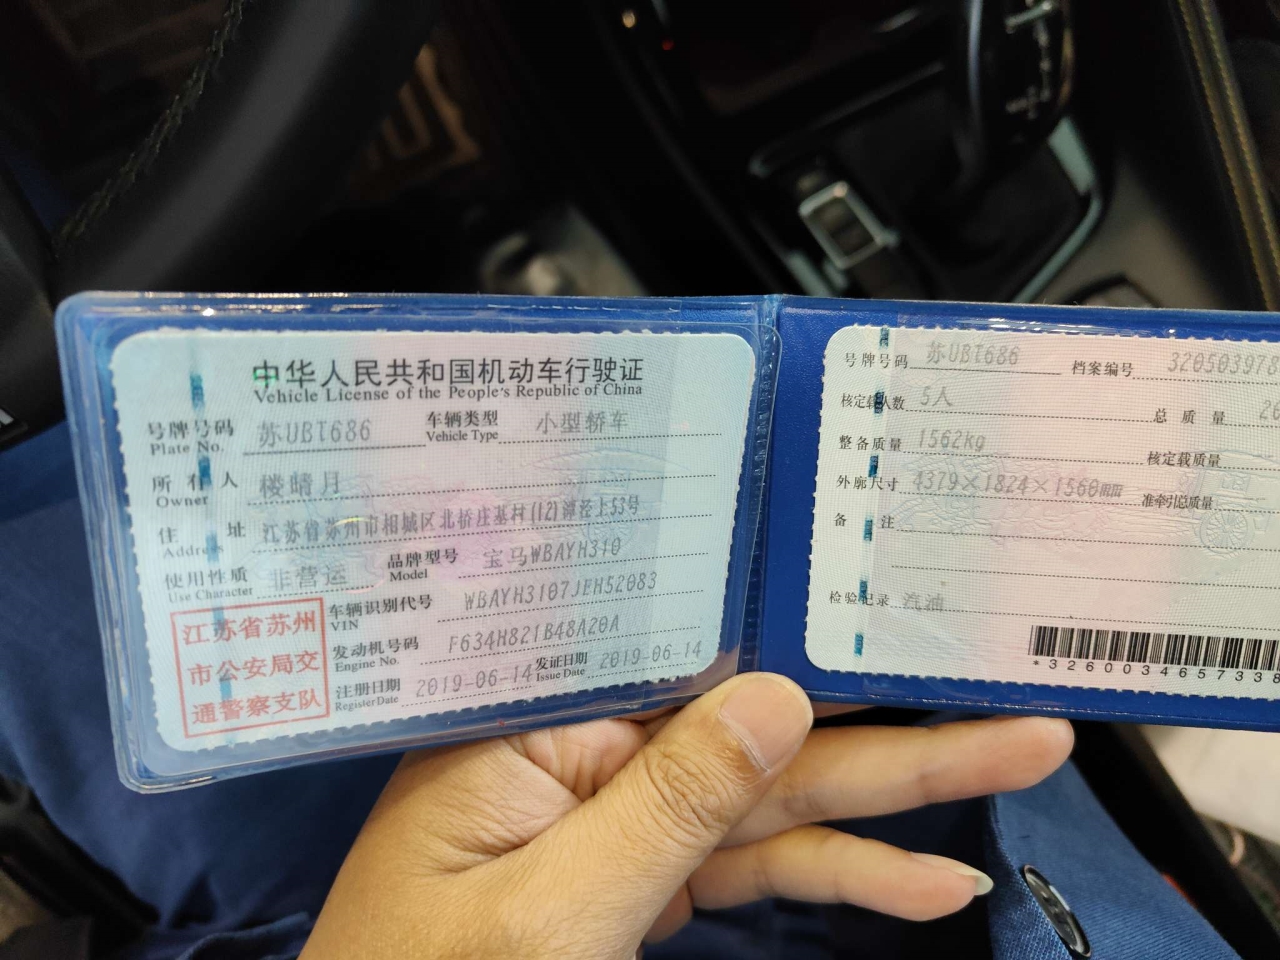 中华人民共和国机动车行驶证
Vehicle License of the People's Republic of China
号牌号码 苏UBT686 车辆类型 小型轿车
Plate No. Vehicle Type
所有人 楼晴月
Owner
住址 江苏省苏州市相城区北桥庄基村(12)漳泾上53号
Address
使用性质 非营运 品牌型号 宝马WBAYH310
Use Character Model
江苏省苏州
市公安局交
通警察支队
车辆识别代号 WBAYH3107JEH52083
VIN
发动机号码 F634H821B48A20A
Engine No.
注册日期 2019-06-14 发证日期 2019-06-14
Register Date Issue Date
号牌号码 苏UBT686 档案编号 320503978
核定载人数 5人 总质量
整备质量 1562kg 核定载质量
外廓尺寸 4379×1824×1560mm 准牵引总质量
备注
检验记录 汽油
*3260034657338